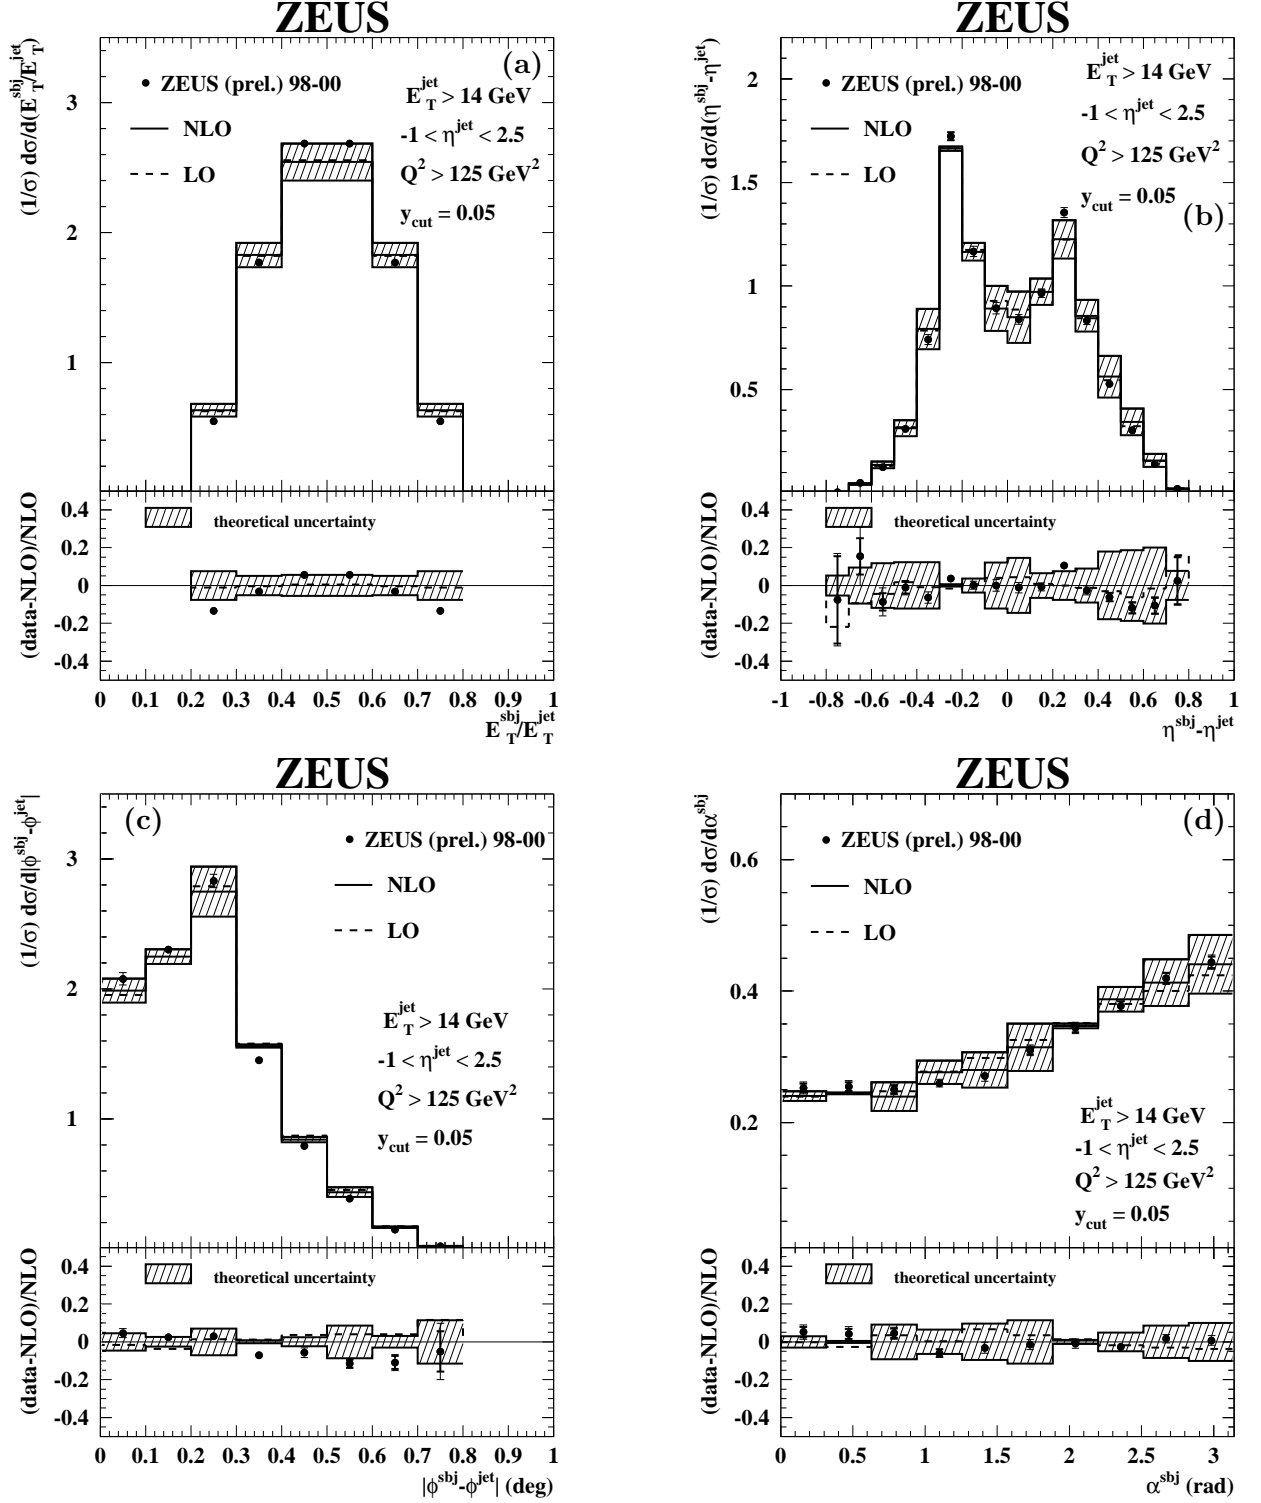 ZEUS
(1/σ) dσ/d(E_T^sbj/E_T^jet)
(a)
ZEUS (prel.) 98-00
NLO
LO
E_T^jet > 14 GeV
-1 < η^jet < 2.5
Q^2 > 125 GeV^2
y_cut = 0.05
3
2
1
(data-NLO)/NLO
theoretical uncertainty
0.4
0.2
0
-0.2
-0.4
0 0.1 0.2 0.3 0.4 0.5 0.6 0.7 0.8 0.9 1
E_T^sbj/E_T^jet
ZEUS
(1/σ) dσ/d(η^sbj-η^jet)
ZEUS (prel.) 98-00
NLO
LO
E_T^jet > 14 GeV
-1 < η^jet < 2.5
Q^2 > 125 GeV^2
y_cut = 0.05
(b)
2
1.5
1
0.5
(data-NLO)/NLO
theoretical uncertainty
0.4
0.2
0
-0.2
-0.4
-1 -0.8 -0.6 -0.4 -0.2 0 0.2 0.4 0.6 0.8 1
η^sbj-η^jet
ZEUS
(1/σ) dσ/d|φ^sbj-φ^jet|
(c)
ZEUS (prel.) 98-00
NLO
LO
E_T^jet > 14 GeV
-1 < η^jet < 2.5
Q^2 > 125 GeV^2
y_cut = 0.05
3
2
1
(data-NLO)/NLO
theoretical uncertainty
0.4
0.2
0
-0.2
-0.4
0 0.1 0.2 0.3 0.4 0.5 0.6 0.7 0.8 0.9 1
|φ^sbj-φ^jet| (deg)
ZEUS
(1/σ) dσ/dα^sbj
(d)
ZEUS (prel.) 98-00
NLO
LO
E_T^jet > 14 GeV
-1 < η^jet < 2.5
Q^2 > 125 GeV^2
y_cut = 0.05
0.6
0.4
0.2
(data-NLO)/NLO
theoretical uncertainty
0.4
0.2
0
-0.2
-0.4
0 0.5 1 1.5 2 2.5 3
α^sbj (rad)